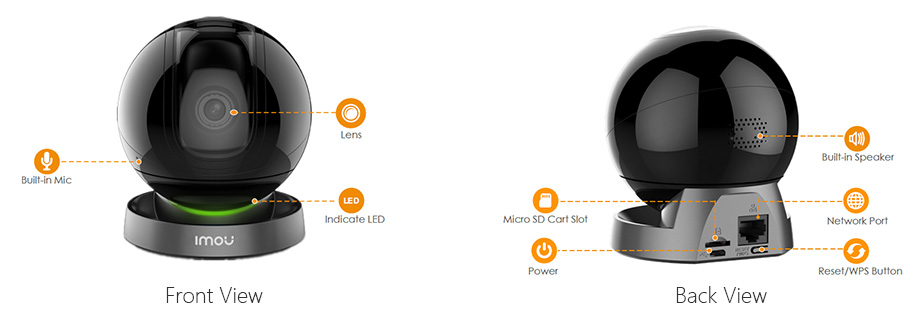 Lens
Built-in Mic
LED
Indicate LED
imou
Front View
Built-in Speaker
Micro SD Cart Slot
Network Port
Power
Reset/WPS Button
Back View